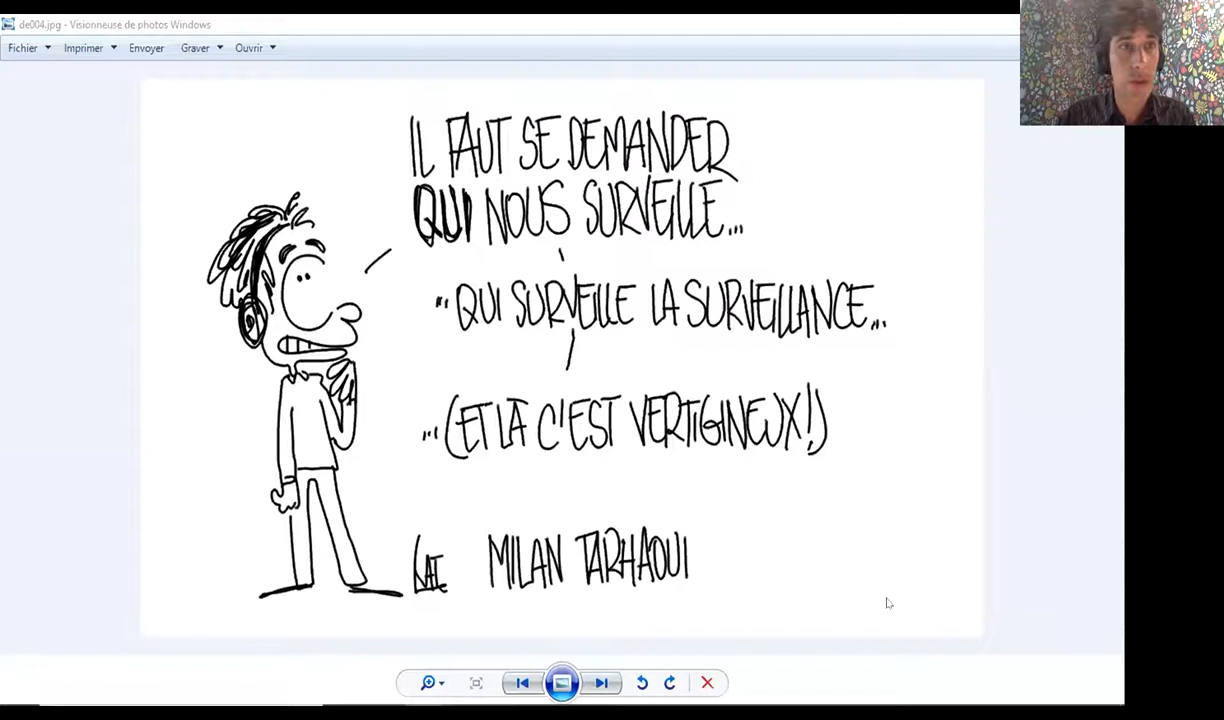 de004.jpg - Visionneuse de photos Windows
Fichier Imprimer Envoyer Graver Ouvrir
IL FAUT SE DEMANDER
QUI NOUS SURVEILLE...
...QUI SURVEILLE LA SURVEILLANCE...
...(ET LÀ C'EST VERTIGINEUX!)
MILAN TARHAOUI